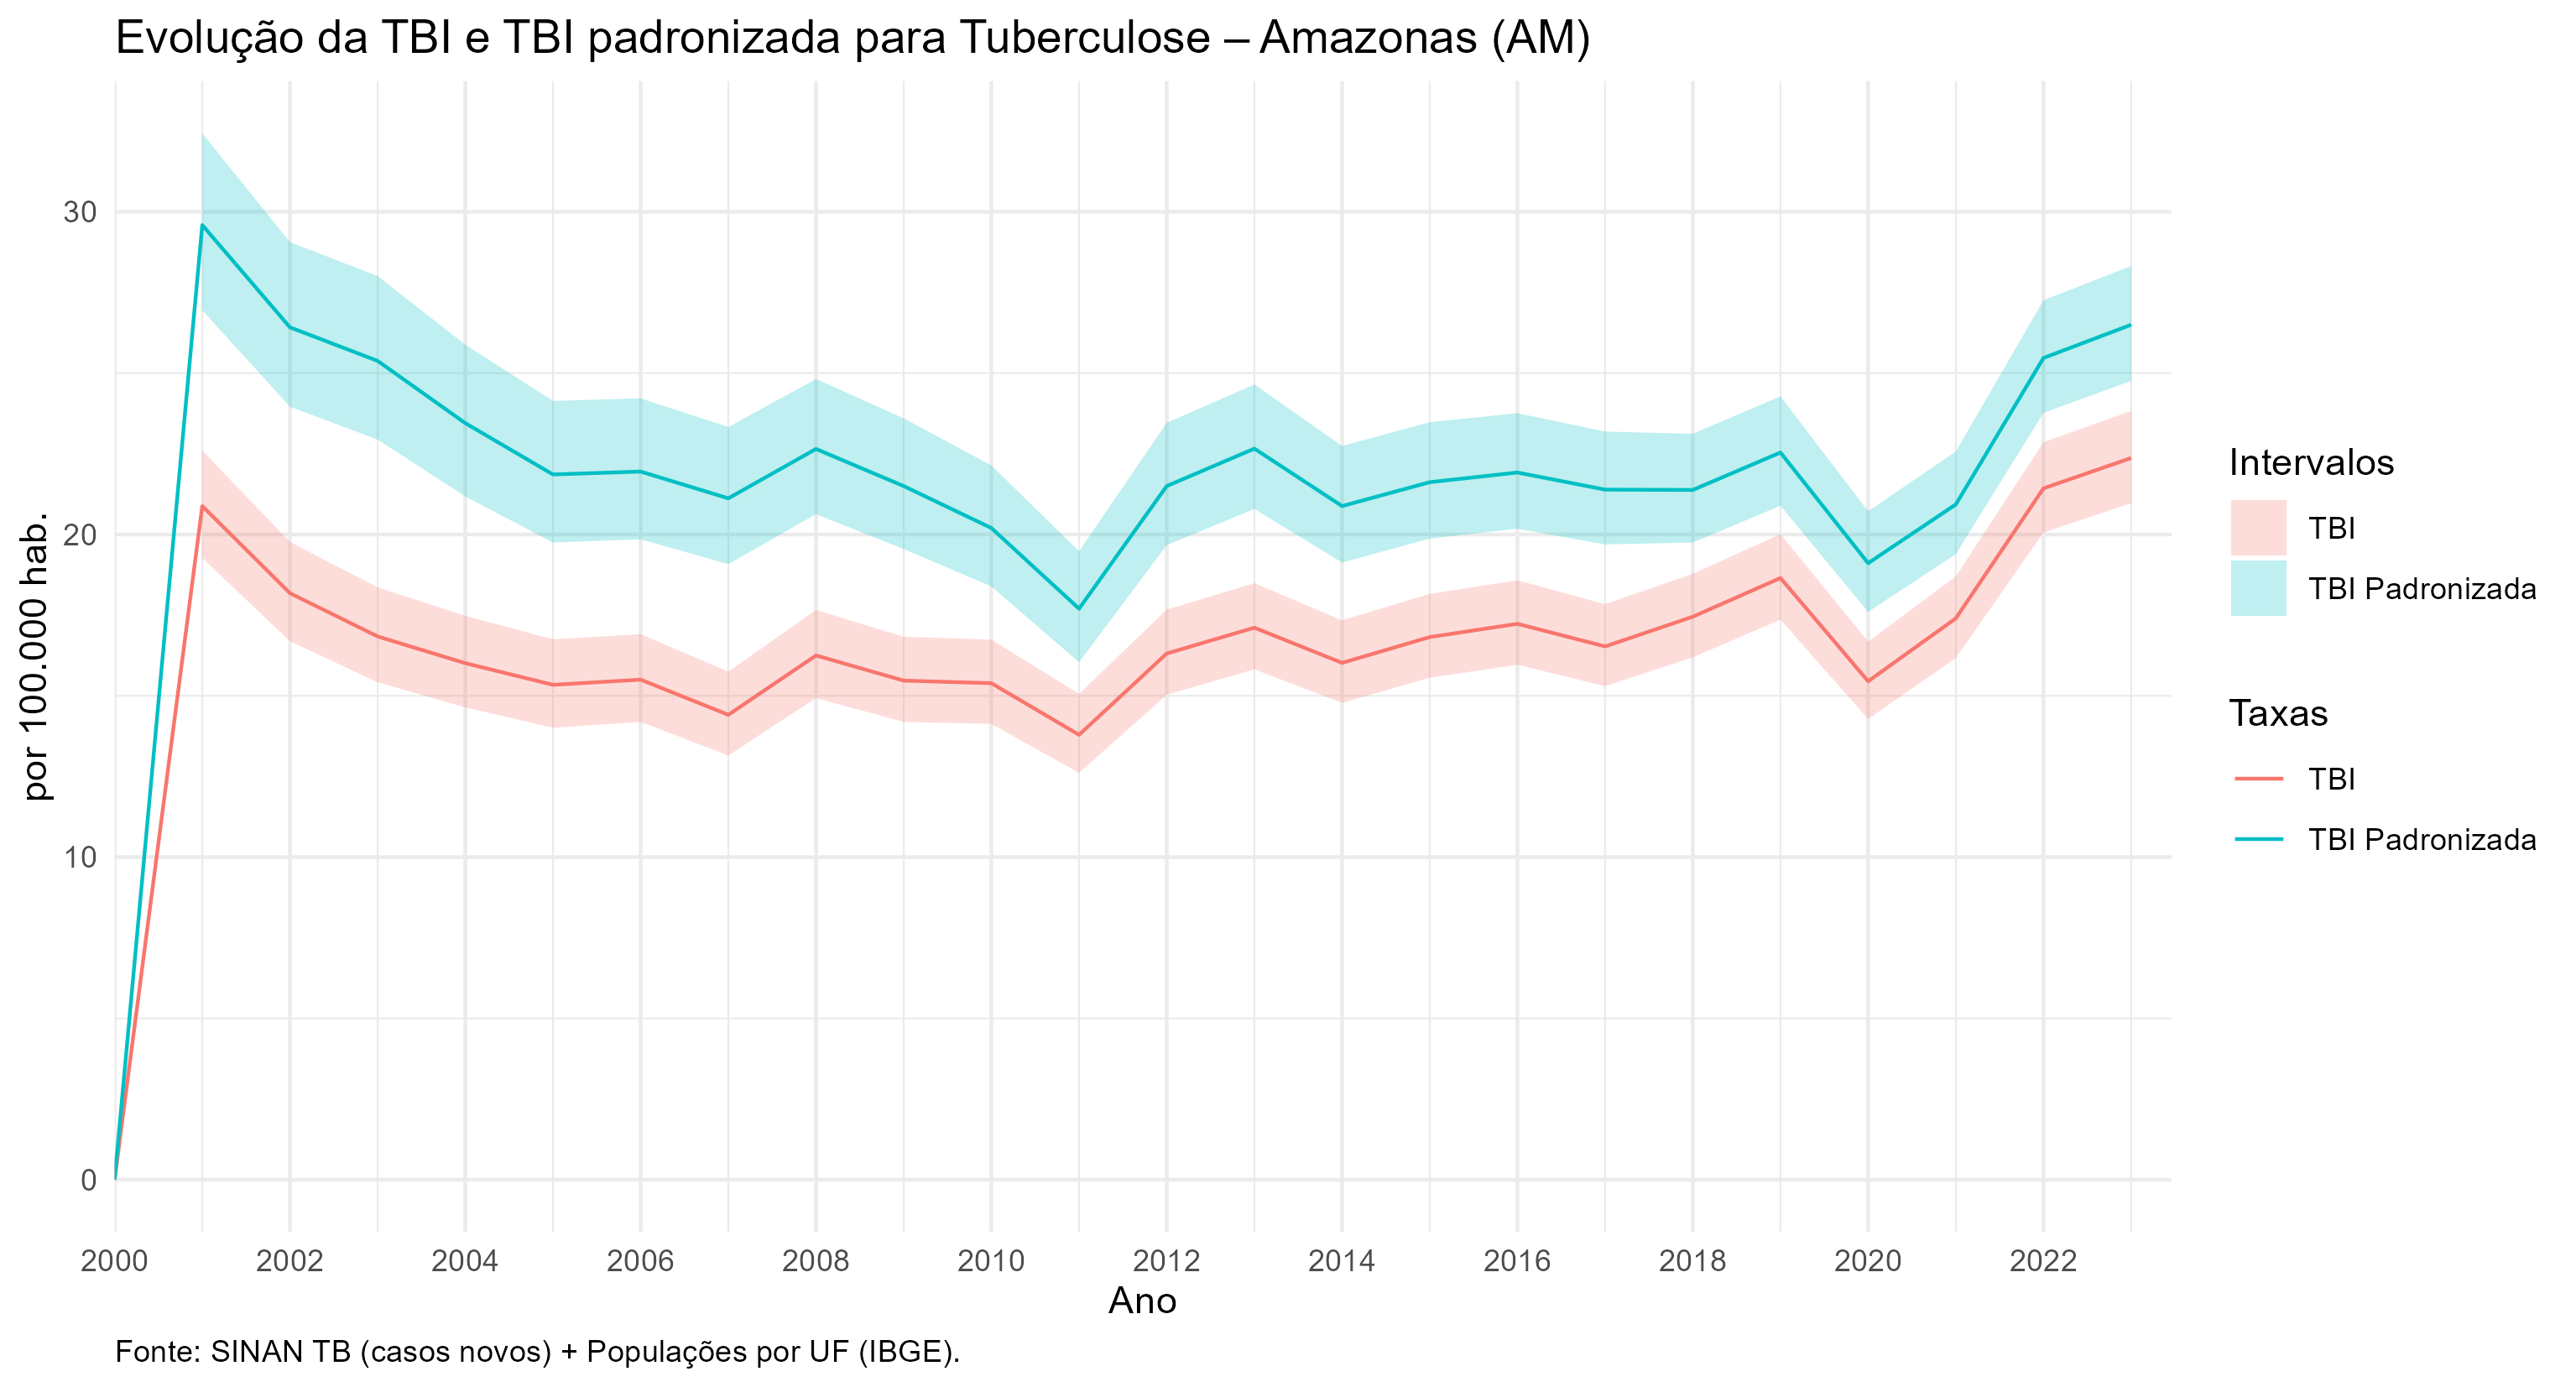 Evolução da TBI e TBI padronizada para Tuberculose – Amazonas (AM)
por 100.000 hab.
30
20
10
0
2000 2002 2004 2006 2008 2010 2012 2014 2016 2018 2020 2022
Ano
Fonte: SINAN TB (casos novos) + Populações por UF (IBGE).
Intervalos
TBI
TBI Padronizada
Taxas
TBI
TBI Padronizada